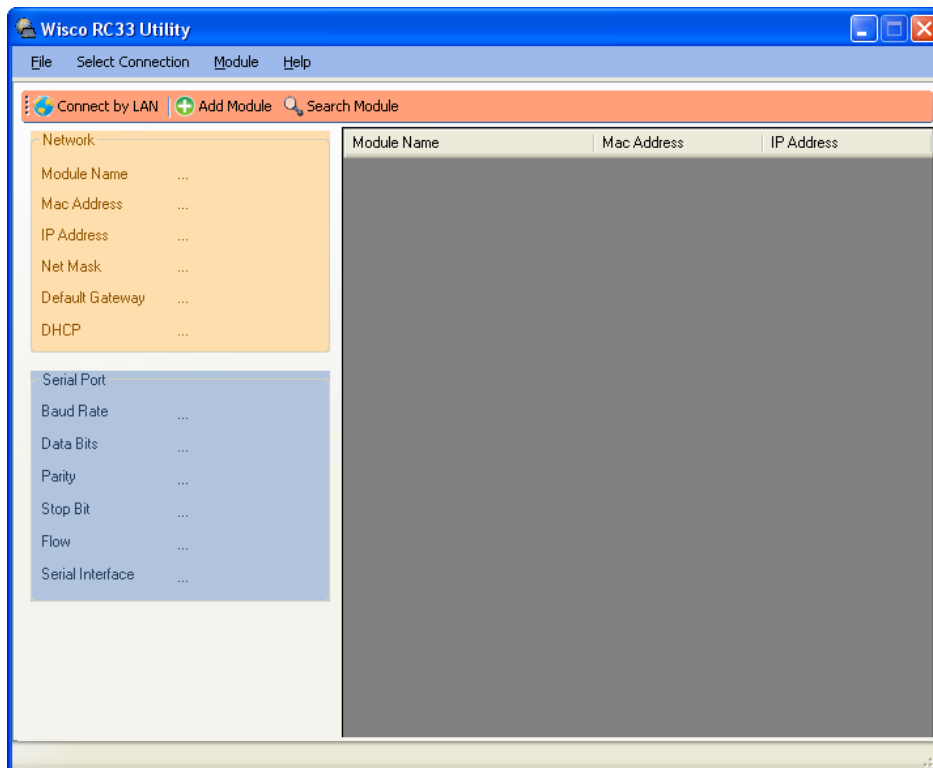 Wisco RC33 Utility
File Select Connection Module Help
Connect by LAN Add Module Search Module
Network
Module Name ...
Mac Address ...
IP Address ...
Net Mask ...
Default Gateway ...
DHCP ...
Serial Port
Baud Rate ...
Data Bits ...
Parity ...
Stop Bit ...
Flow ...
Serial Interface ...
Module Name Mac Address IP Address